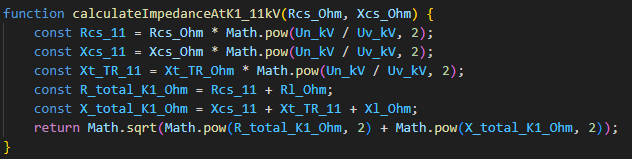 function calculateImpedanceAtK1_11kV(Rcs_Ohm, Xcs_Ohm) {
    const Rcs_11 = Rcs_Ohm * Math.pow(Un_kV / Uv_kV, 2);
    const Xcs_11 = Xcs_Ohm * Math.pow(Un_kV / Uv_kV, 2);
    const Xt_TR_11 = Xt_TR_Ohm * Math.pow(Un_kV / Uv_kV, 2);
    const R_total_K1_Ohm = Rcs_11 + Rl_Ohm;
    const X_total_K1_Ohm = Xcs_11 + Xt_TR_11 + Xl_Ohm;
    return Math.sqrt(Math.pow(R_total_K1_Ohm, 2) + Math.pow(X_total_K1_Ohm, 2));
}